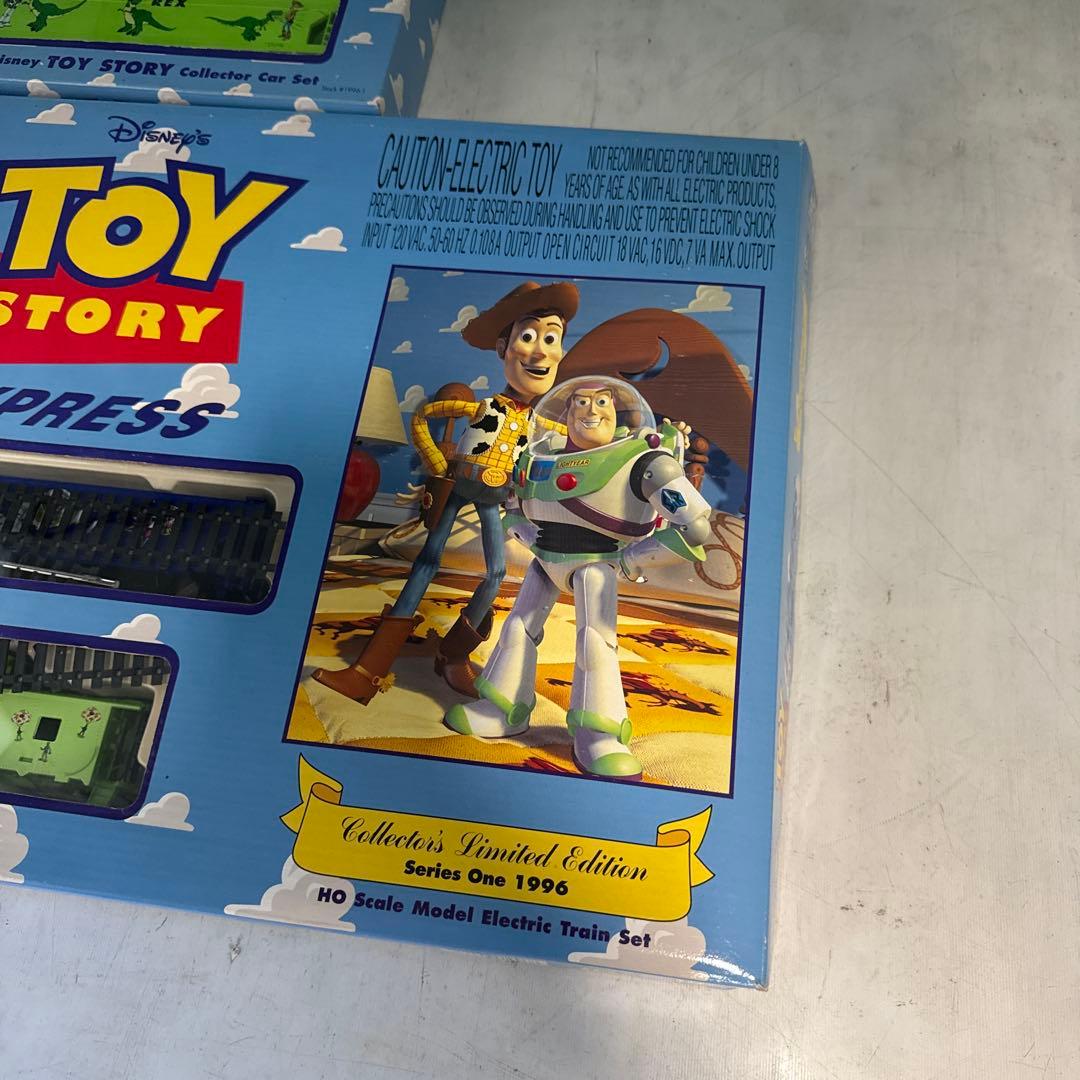 REX
isney TOY STORY Collector Car Set
Stock #1996-1
DISNEY'S
TOY
STORY
PRESS
CAUTION-ELECTRIC TOY NOT RECOMMENDED FOR CHILDREN UNDER 8
YEARS OF AGE. AS WITH ALL ELECTRIC PRODUCTS,
PRECAUTIONS SHOULD BE OBSERVED DURING HANDLING AND USE TO PREVENT ELECTRIC SHOCK
INPUT 120 VAC. 50-60 HZ 0.108A OUTPUT OPEN CIRCUIT 18 VAC, 16 VDC, 7 VA MAX. OUTPUT
LIGHTYEAR
Collector's Limited Edition
Series One 1996
HO Scale Model Electric Train Set